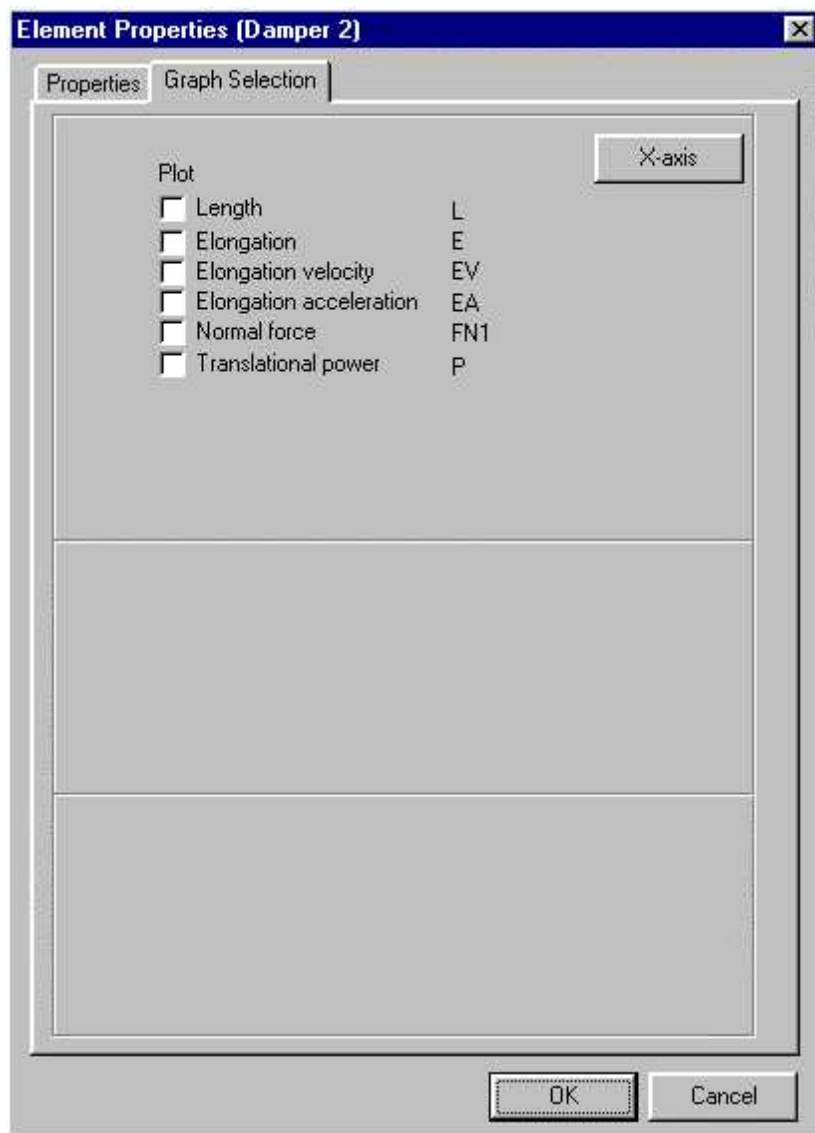 Element Properties (Damper 2)
Properties Graph Selection
X-axis
Plot
Length L
Elongation E
Elongation velocity EV
Elongation acceleration EA
Normal force FN1
Translational power P
OK Cancel